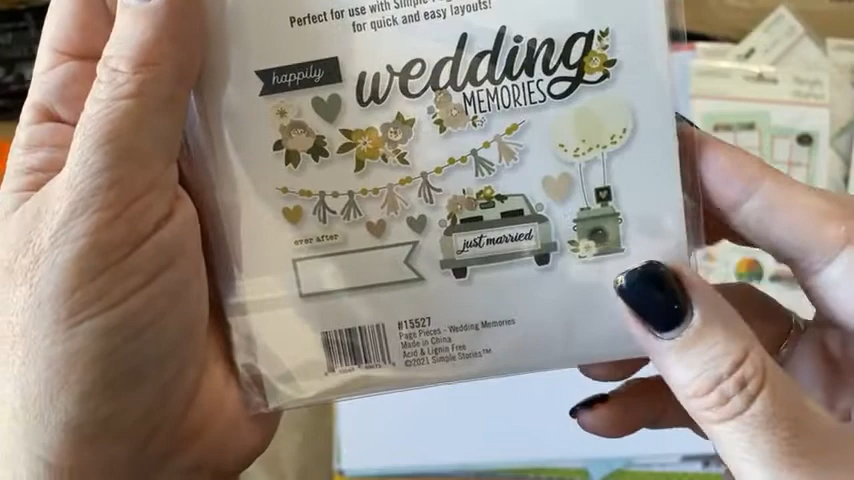 Perfect for use with Simple
for quick and easy layouts!
happily
wedding
MEMORIES
ever after
just married
#15527
Page Pieces - Wedding Memories
Made in China
Acid & Lignin Free
©2021 Simple Stories™